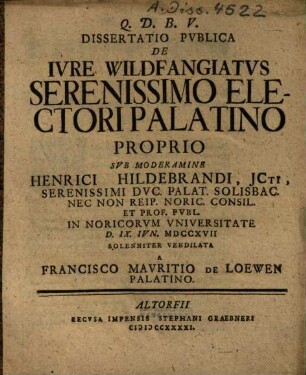 A. Diss. 4522
Q. D. B. V.
DISSERTATIO PVBLICA
DE
IVRE WILDFANGIATVS
SERENISSIMO ELE-
CTORI PALATINO
PROPRIO
SVB MODERAMINE
HENRICI HILDEBRANDI, JCTI,
SERENISSIMI DVC. PALAT. SOLISBAC.
NEC NON REIP. NORIC. CONSIL.
ET PROF. PVBL.
IN NORICORVM VNIVERSITATE
D. IX. IVN. MDCCXVII
SOLENNITER VENDILATA
A
FRANCISCO MAVRITIO DE LOEWEN
PALATINO.
ALTORFII
RECVSA IMPENSIS STEPHANI GRAEBNERI
CIƆIƆCCXXXXI.